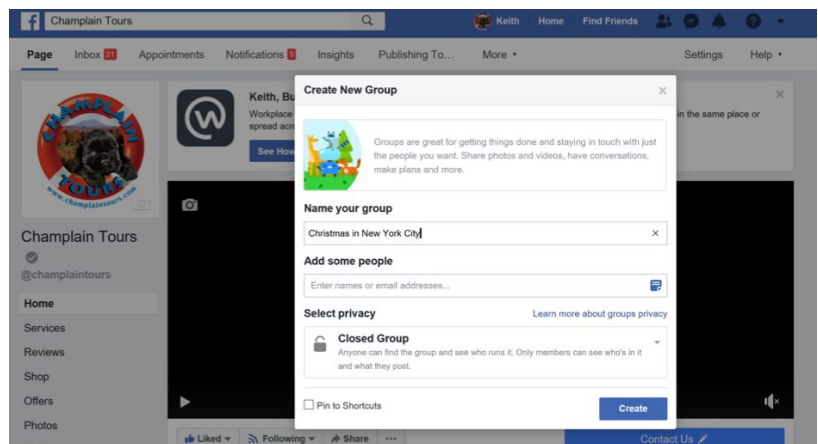 Champlain Tours
Keith Home Find Friends
Page Inbox 21 Appointments Notifications 5 Insights Publishing To... More Settings Help
CHAMPLAIN
TOURS
www.champlaintours.com
Keith, Bu
Workplace
spread acr
in the same place or
See How
Create New Group
Groups are great for getting things done and staying in touch with just
the people you want. Share photos and videos, have conversations,
make plans and more.
Name your group
Christmas in New York City
Add some people
Enter names or email addresses...
Select privacy Learn more about groups privacy
Closed Group
Anyone can find the group and see who runs it. Only members can see who's in it
and what they post.
Pin to Shortcuts
Create
Champlain Tours
@champlaintours
Home
Services
Reviews
Shop
Offers
Photos
Liked Following Share ...
Contact Us